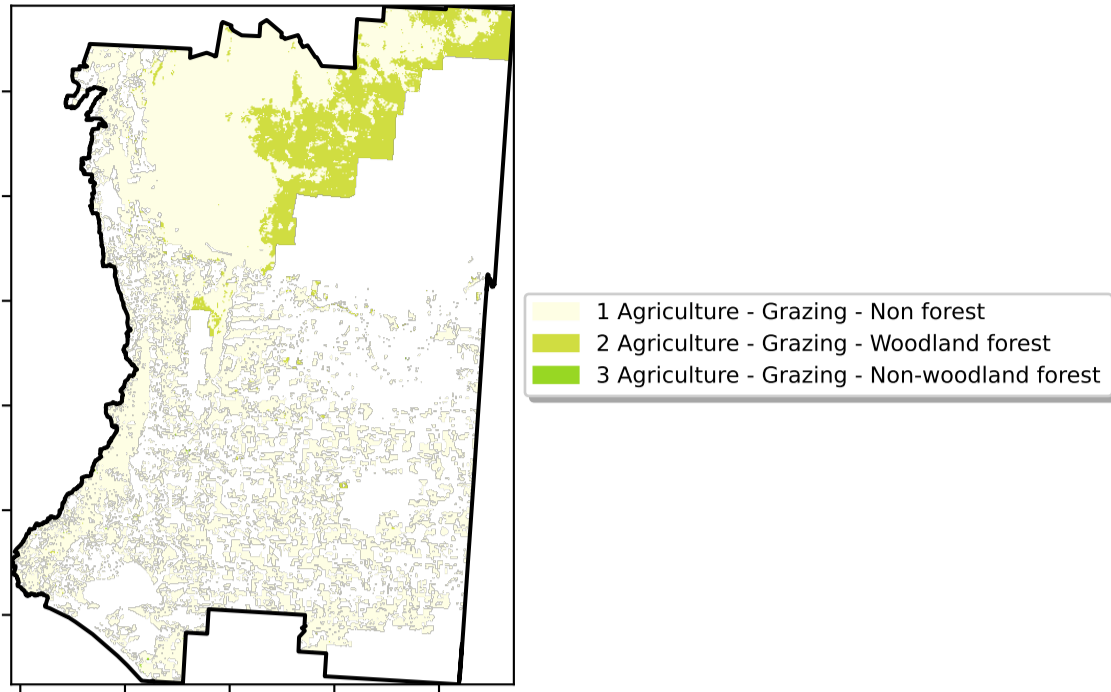 1 Agriculture - Grazing - Non forest
2 Agriculture - Grazing - Woodland forest
3 Agriculture - Grazing - Non-woodland forest